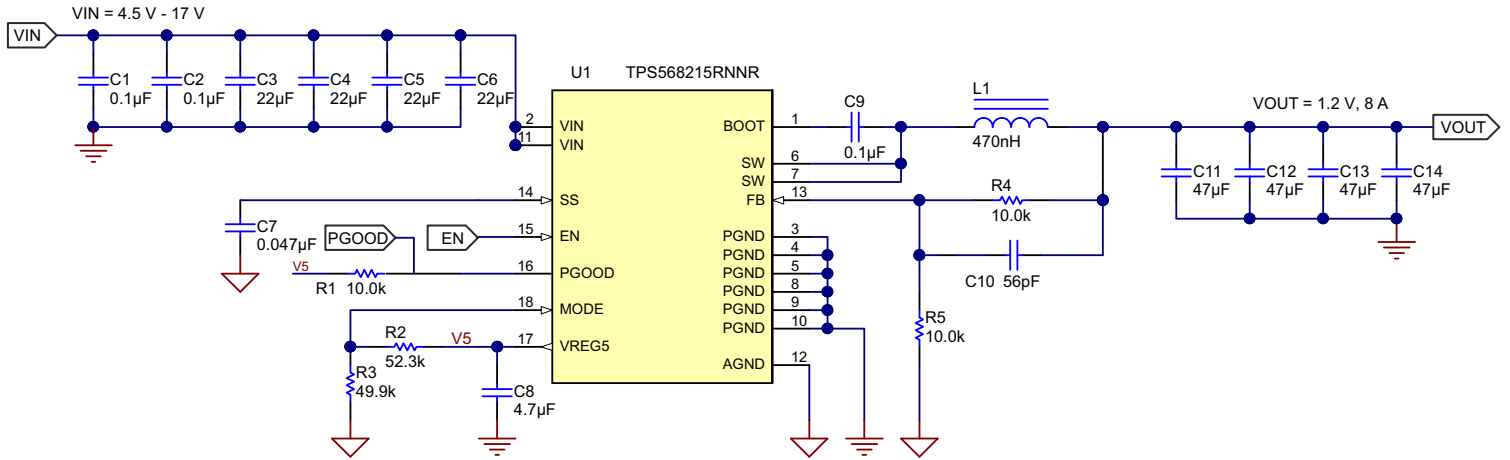 VIN = 4.5 V - 17 V
VIN
C1
0.1µF
C2
0.1µF
C3
22µF
C4
22µF
C5
22µF
C6
22µF
U1 TPS568215RNNR
2 VIN
11 VIN
14 SS
15 EN
16 PGOOD
18 MODE
17 VREG5
BOOT 1
SW 6
SW 7
FB 13
PGND 3
PGND 4
PGND 5
PGND 8
PGND 9
PGND 10
AGND 12
C7
0.047µF
PGOOD
EN
V5
R1 10.0k
R2
52.3k
V5
R3
49.9k
C8
4.7µF
C9
0.1µF
L1
470nH
R4
10.0k
C10 56pF
R5
10.0k
VOUT = 1.2 V, 8 A
VOUT
C11
47µF
C12
47µF
C13
47µF
C14
47µF